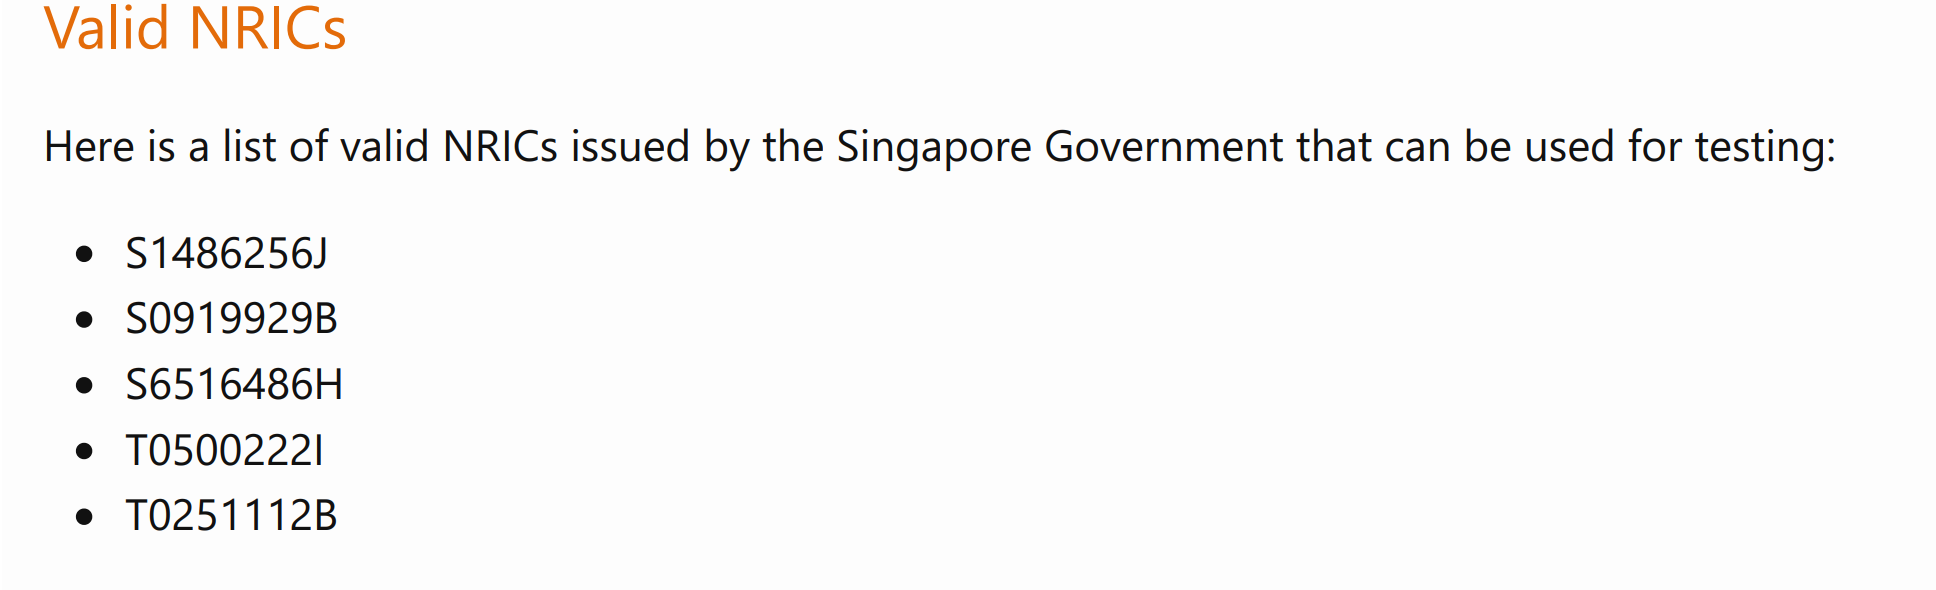 Valid NRICs
Here is a list of valid NRICs issued by the Singapore Government that can be used for testing:
• S1486256J
• S0919929B
• S6516486H
• T0500222I
• T0251112B